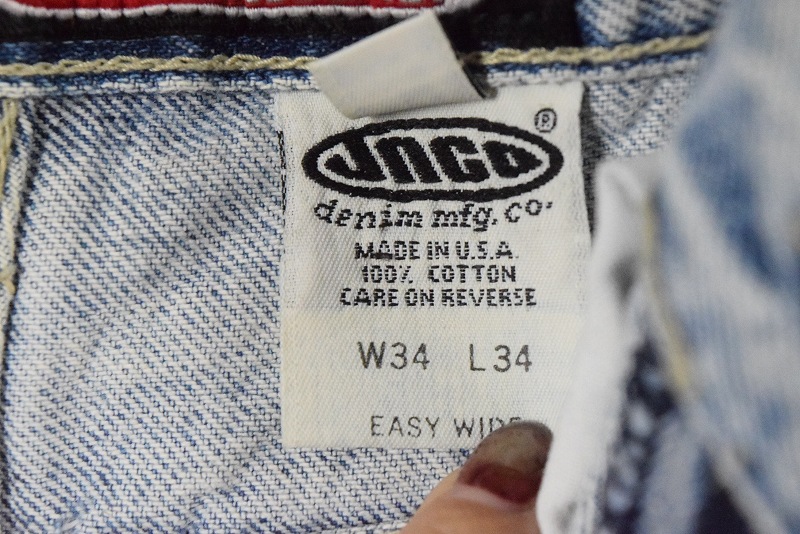 JNCO ®
denim mfg. co.
MADE IN U.S.A.
100% COTTON
CARE ON REVERSE
W34 L34
EASY WIDE